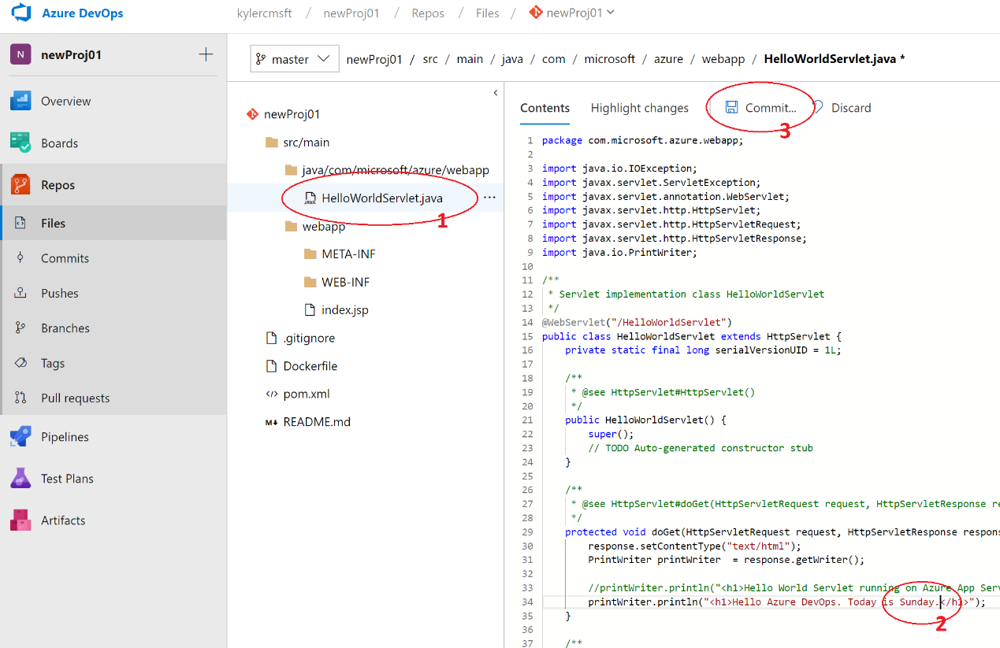 Azure DevOps
kylercmsft / newProj01 / Repos / Files / newProj01
N newProj01
Overview
Boards
Repos
Files
Commits
Pushes
Branches
Tags
Pull requests
Pipelines
Test Plans
Artifacts
master newProj01 / src / main / java / com / microsoft / azure / webapp / HelloWorldServlet.java *
newProj01
src/main
java/com/microsoft/azure/webapp
JAVA HelloWorldServlet.java ...
1
webapp
META-INF
WEB-INF
index.jsp
.gitignore
Dockerfile
</> pom.xml
M↓ README.md
Contents Highlight changes Commit... Discard
3
1 package com.microsoft.azure.webapp;
2
3 import java.io.IOException;
4 import javax.servlet.ServletException;
5 import javax.servlet.annotation.WebServlet;
6 import javax.servlet.http.HttpServlet;
7 import javax.servlet.http.HttpServletRequest;
8 import javax.servlet.http.HttpServletResponse;
9 import java.io.PrintWriter;
10
11 /**
12 * Servlet implementation class HelloWorldServlet
13 */
14 @WebServlet("/HelloWorldServlet")
15 public class HelloWorldServlet extends HttpServlet {
16 private static final long serialVersionUID = 1L;
17
18 /**
19 * @see HttpServlet#HttpServlet()
20 */
21 public HelloWorldServlet() {
22 super();
23 // TODO Auto-generated constructor stub
24 }
25
26 /**
27 * @see HttpServlet#doGet(HttpServletRequest request, HttpServletResponse re
28 */
29 protected void doGet(HttpServletRequest request, HttpServletResponse respon
30 response.setContentType("text/html");
31 PrintWriter printWriter = response.getWriter();
32
33 //printWriter.println("<h1>Hello World Servlet running on Azure App Ser
34 printWriter.println("<h1>Hello Azure DevOps. Today is Sunday.</h1>");
2
35 }
36
37 /**